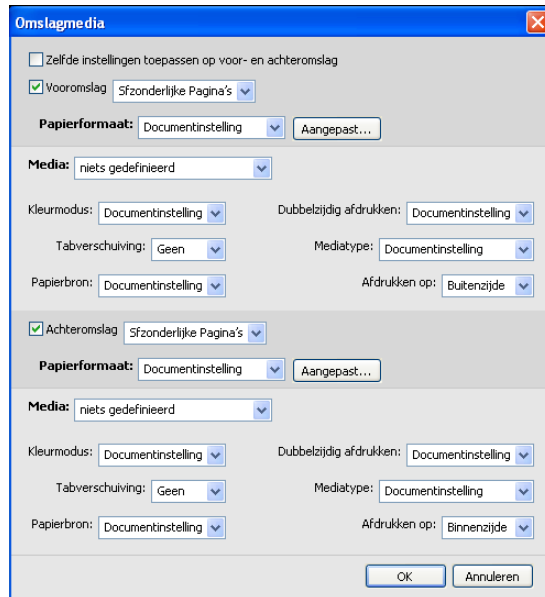 Omslagmedia
Zelfde instellingen toepassen op voor- en achteromslag
Vooromslag Sfzonderlijke Pagina's
Papierformaat: Documentinstelling Aangepast...
Media: niets gedefinieerd
Kleurmodus: Documentinstelling Dubbelzijdig afdrukken: Documentinstelling
Tabverschuiving: Geen Mediatype: Documentinstelling
Papierbron: Documentinstelling Afdrukken op: Buitenzijde
Achteromslag Sfzonderlijke Pagina's
Papierformaat: Documentinstelling Aangepast...
Media: niets gedefinieerd
Kleurmodus: Documentinstelling Dubbelzijdig afdrukken: Documentinstelling
Tabverschuiving: Geen Mediatype: Documentinstelling
Papierbron: Documentinstelling Afdrukken op: Binnenzijde
OK Annuleren